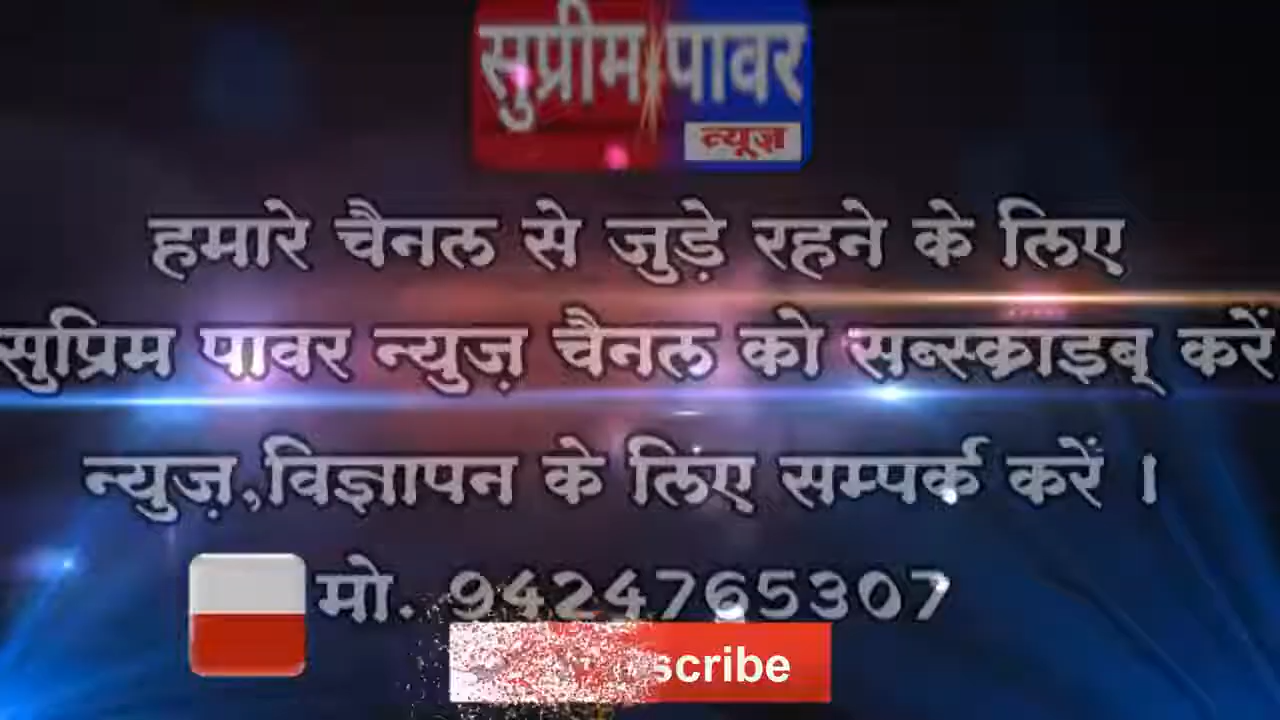 सुप्रीम पावर
न्यूज़
हमारे चैनल से जुड़े रहने के लिए
सुप्रिम पावर न्युज़ चैनल को सब्स्क्राइब् करें
न्युज़,विज्ञापन के लिए सम्पर्क करें ।
मो. 9424765307
scribe